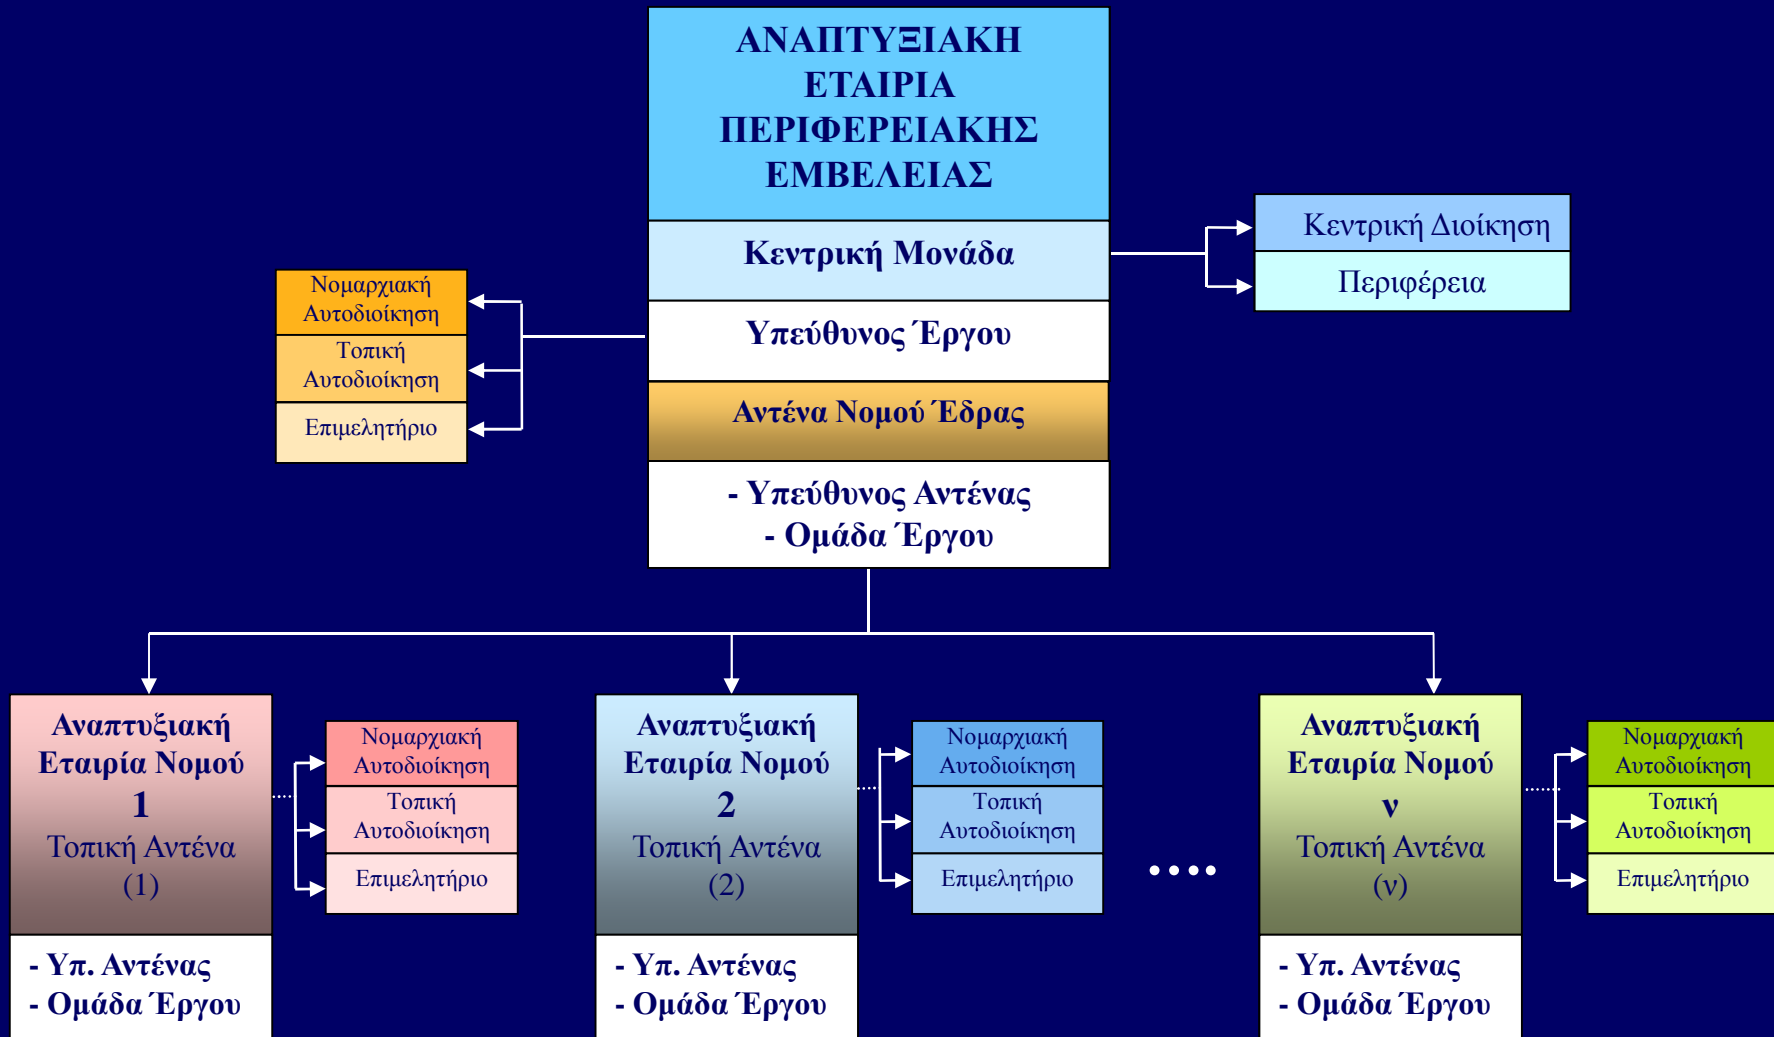 ΑΝΑΠΤΥΞΙΑΚΗ
ΕΤΑΙΡΙΑ
ΠΕΡΙΦΕΡΕΙΑΚΗΣ
ΕΜΒΕΛΕΙΑΣ
Κεντρική Μονάδα
Υπεύθυνος Έργου
Αντένα Νομού Έδρας
- Υπεύθυνος Αντένας
- Ομάδα Έργου
Κεντρική Διοίκηση
Περιφέρεια
Νομαρχιακή
Αυτοδιοίκηση
Τοπική
Αυτοδιοίκηση
Επιμελητήριο
Αναπτυξιακή
Εταιρία Νομού
1
Τοπική Αντένα
(1)
- Υπ. Αντένας
- Ομάδα Έργου
Νομαρχιακή
Αυτοδιοίκηση
Τοπική
Αυτοδιοίκηση
Επιμελητήριο
Αναπτυξιακή
Εταιρία Νομού
2
Τοπική Αντένα
(2)
- Υπ. Αντένας
- Ομάδα Έργου
Νομαρχιακή
Αυτοδιοίκηση
Τοπική
Αυτοδιοίκηση
Επιμελητήριο
....
Αναπτυξιακή
Εταιρία Νομού
ν
Τοπική Αντένα
(ν)
- Υπ. Αντένας
- Ομάδα Έργου
Νομαρχιακή
Αυτοδιοίκηση
Τοπική
Αυτοδιοίκηση
Επιμελητήριο